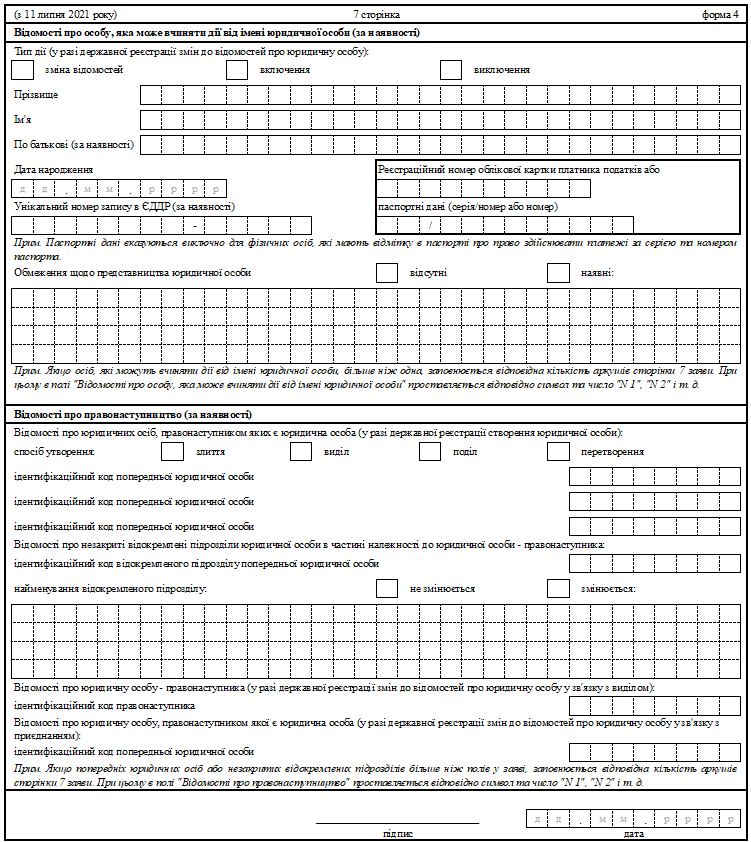 (з 11 липня 2021 року) 7 сторінка форма 4
Відомості про особу, яка може вчиняти дії від імені юридичної особи (за наявності)
Тип дії (у разі державної реєстрації змін до відомостей про юридичну особу):
зміна відомостей включення виключення
Прізвище
Ім'я
По батькові (за наявності)
Дата народження Реєстраційний номер облікової картки платника податків або
д д . м м . р р р р
Унікальний номер запису в ЄДДР (за наявності) паспортні дані (серія/номер або номер)
- /
Прим. Паспортні дані вказуються виключно для фізичних осіб, які мають відмітку в паспорті про право здійснювати платежі за серією та номером
паспорта.
Обмеження щодо представництва юридичної особи відсутні наявні:
Прим. Якщо осіб, які можуть вчиняти дії від імені юридичної особи, більше ніж одна, заповнюється відповідна кількість аркушів сторінки 7 заяви. При
цьому в полі "Відомості про особу, яка може вчиняти дії від імені юридичної особи" проставляється відповідно символ та число "N 1", "N 2" і т. д.
Відомості про правонаступництво (за наявності)
Відомості про юридичних осіб, правонаступником яких є юридична особа (у разі державної реєстрації створення юридичної особи):
спосіб утворення: злиття виділ поділ перетворення
ідентифікаційний код попередньої юридичної особи
ідентифікаційний код попередньої юридичної особи
ідентифікаційний код попередньої юридичної особи
Відомості про незакриті відокремлені підрозділи юридичної особи в частині належності до юридичної особи - правонаступника:
ідентифікаційний код відокремленого підрозділу попередньої юридичної особи
найменування відокремленого підрозділу: не змінюється змінюється:
Відомості про юридичну особу - правонаступника (у разі державної реєстрації змін до відомостей про юридичну особу у зв'язку з виділом):
ідентифікаційний код правонаступника
Відомості про юридичну особу, правонаступником якої є юридична особа (у разі державної реєстрації змін до відомостей про юридичну особу у зв'язку з
приєднанням):
ідентифікаційний код попередньої юридичної особи
Прим. Якщо попередніх юридичних осіб або незакритих відокремлених підрозділів більше ніж полів у заяві, заповнюється відповідна кількість аркушів
сторінки 7 заяви. При цьому в полі "Відомості про правонаступництво" проставляється відповідно символ та число "N 1", "N 2" і т. д.
д д . м м . р р р р
підпис дата